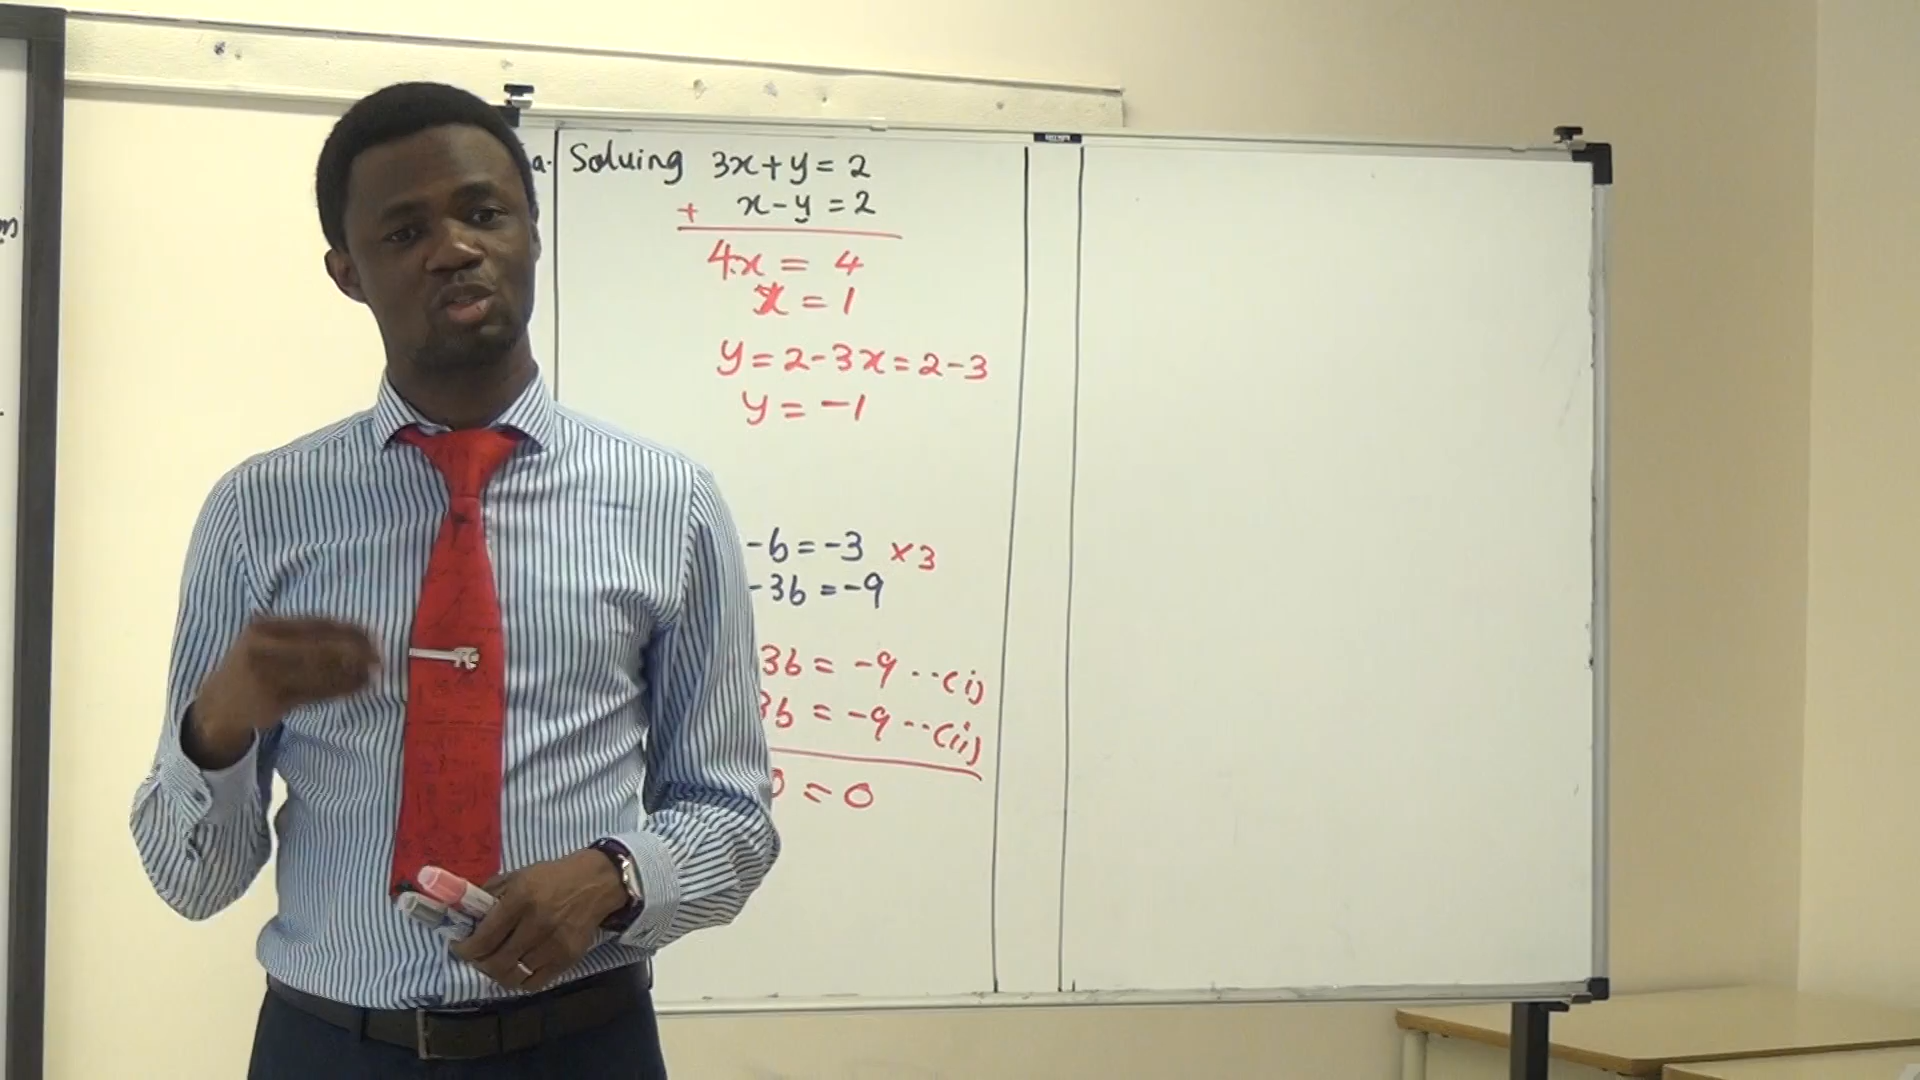 a. Solving 3x+y=2
+ x-y=2
4x = 4
x = 1
y=2-3x=2-3
y = -1
-b=-3 ×3
-3b=-9
3b = -9 ..(i)
3b = -9 --(ii)
0 = 0